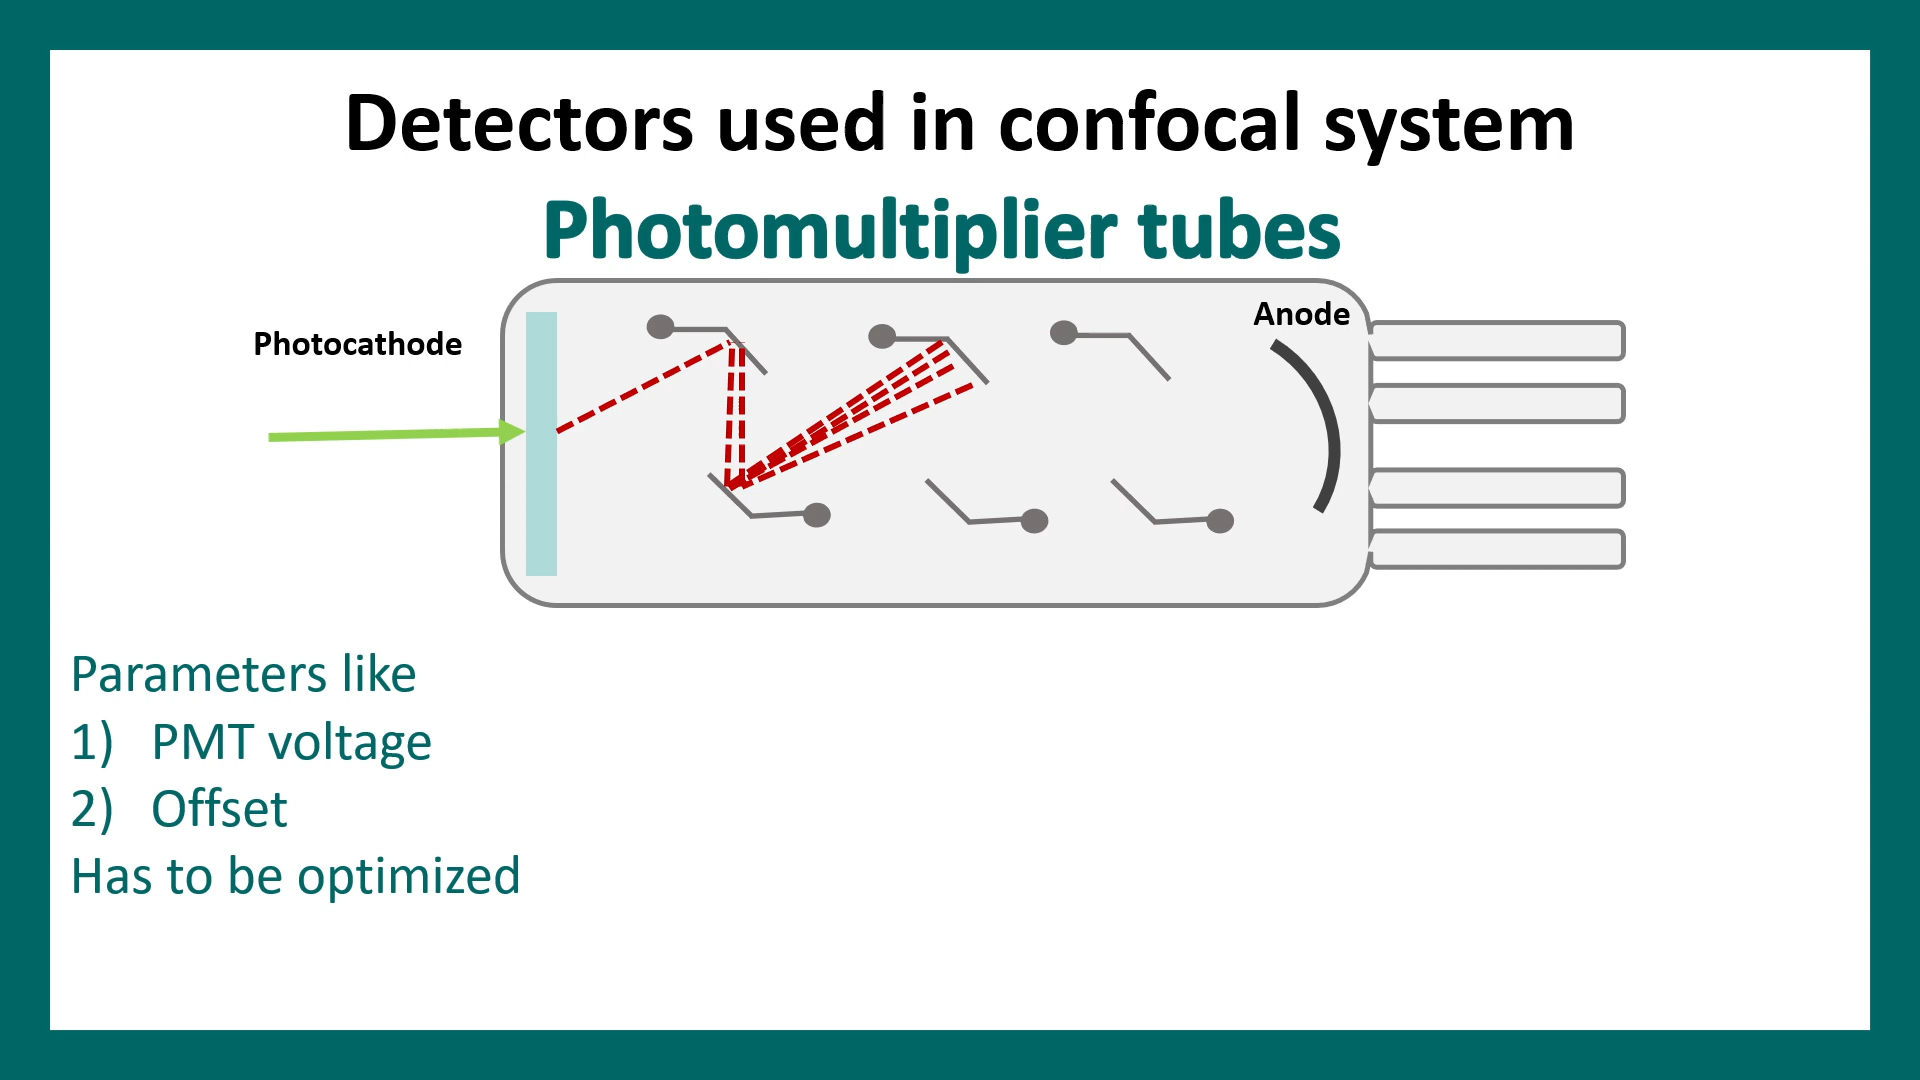 Detectors used in confocal system
Photomultiplier tubes
Anode
Photocathode
Parameters like
1) PMT voltage
2) Offset
Has to be optimized